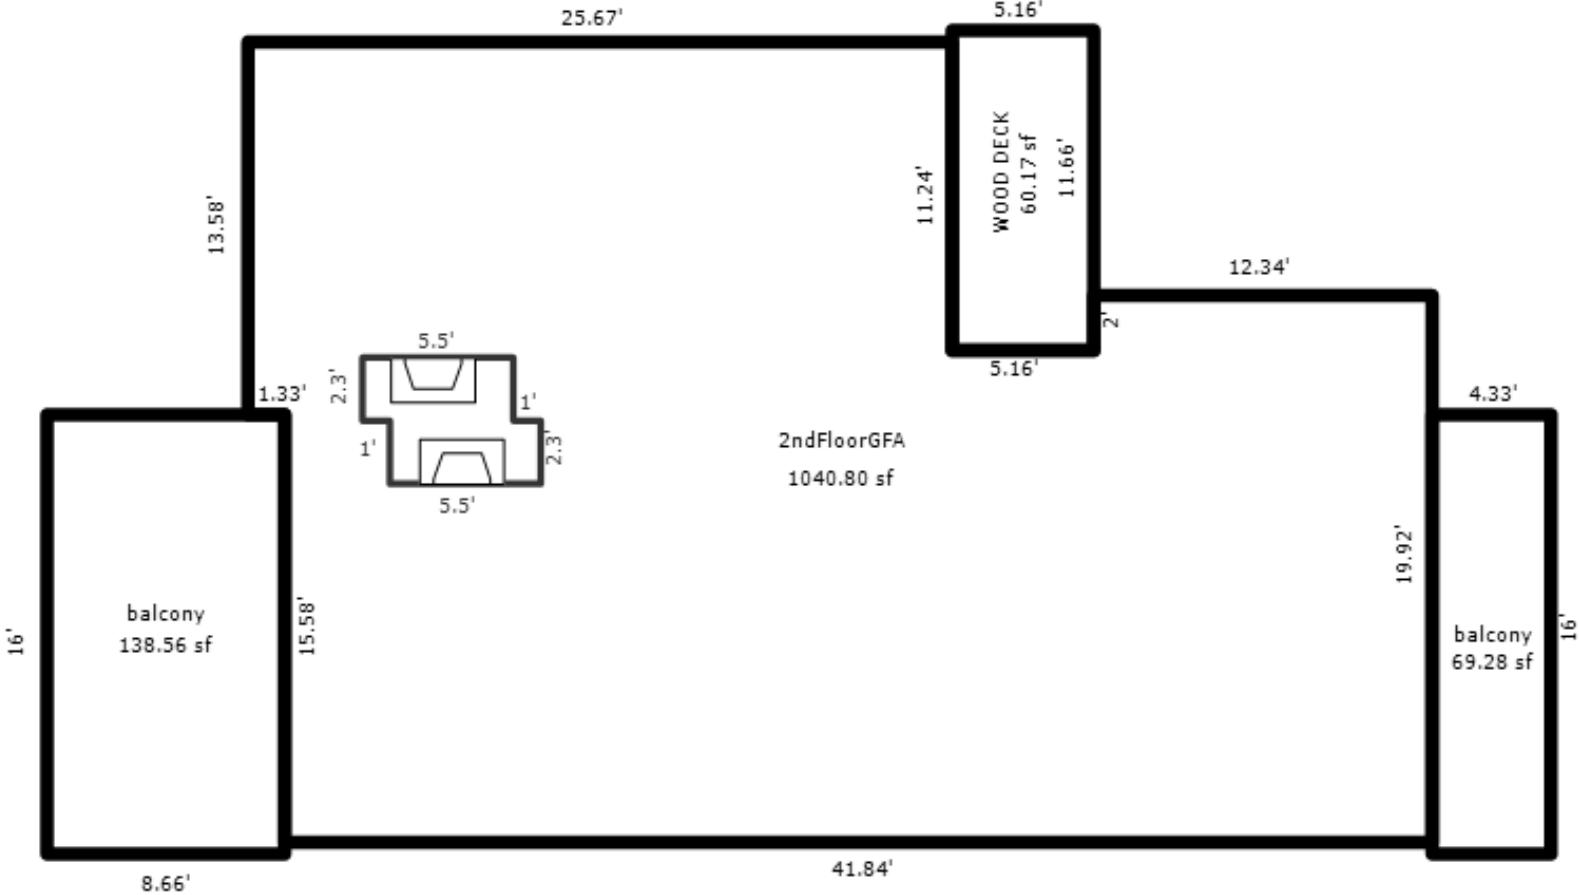 5.16'
25.67'
WOOD DECK
60.17 sf
11.66'
11.24'
13.58'
12.34'
2'
5.16'
5.5'
2.3'
1.33'
1'
4.33'
1'
2.3'
5.5'
2ndFloorGFA
1040.80 sf
19.92'
balcony
138.56 sf
15.58'
16'
balcony
69.28 sf
16'
41.84'
8.66'